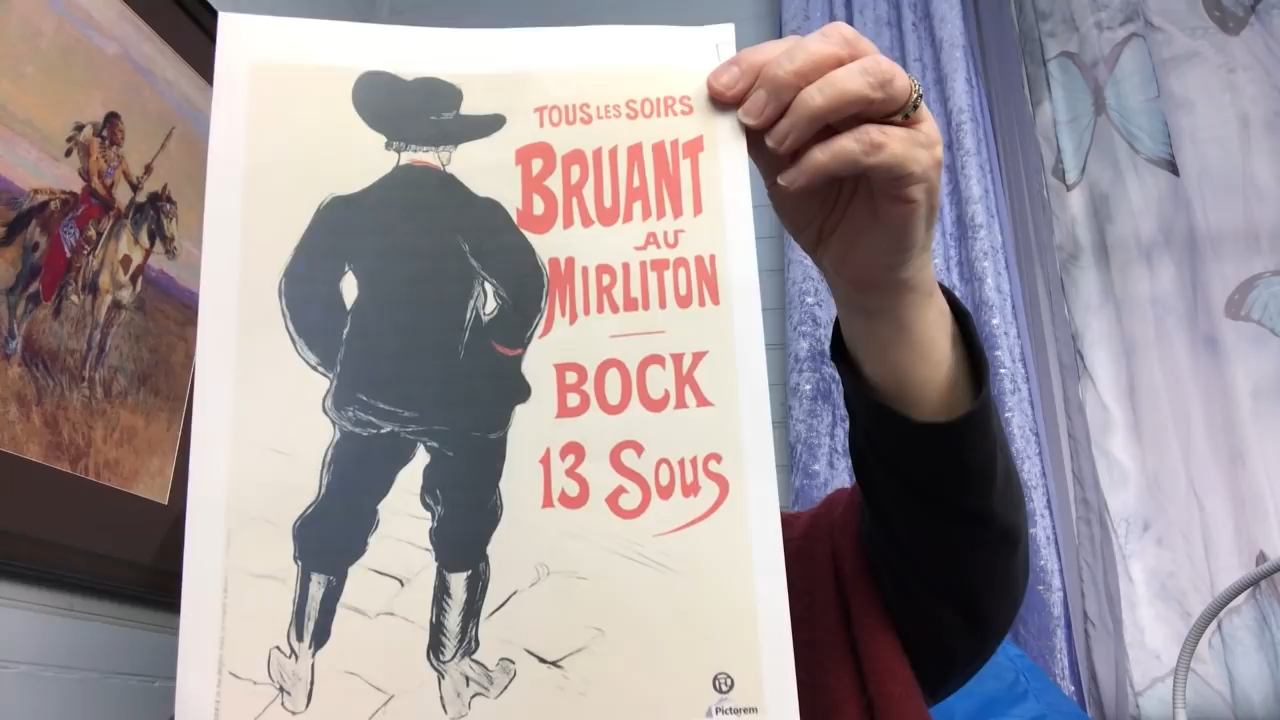 TOUS LES SOIRS
BRUANT
AU
MIRLITON
BOCK
13 SOUS
Pictorem